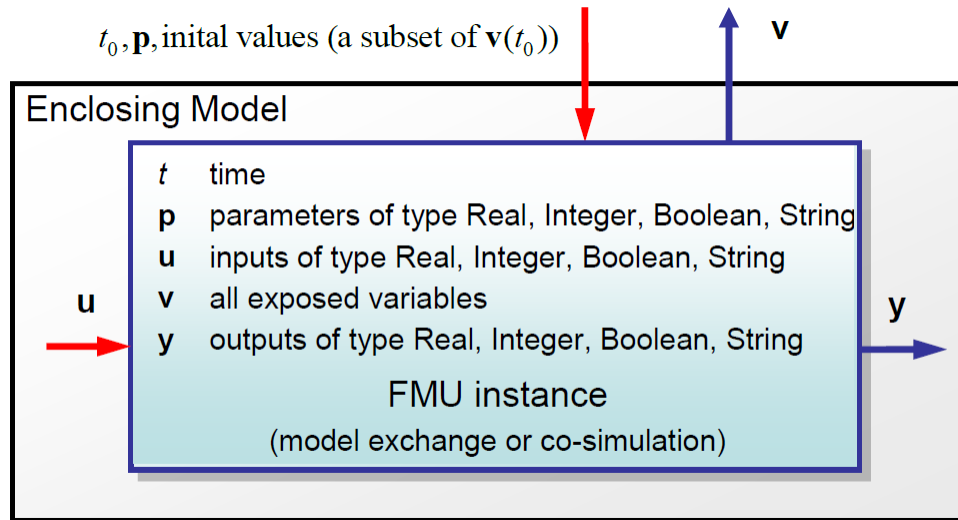 t₀, p, inital values (a subset of v(t₀))
v
Enclosing Model
t time
p parameters of type Real, Integer, Boolean, String
u inputs of type Real, Integer, Boolean, String
v all exposed variables
u
y
y outputs of type Real, Integer, Boolean, String
FMU instance
(model exchange or co-simulation)